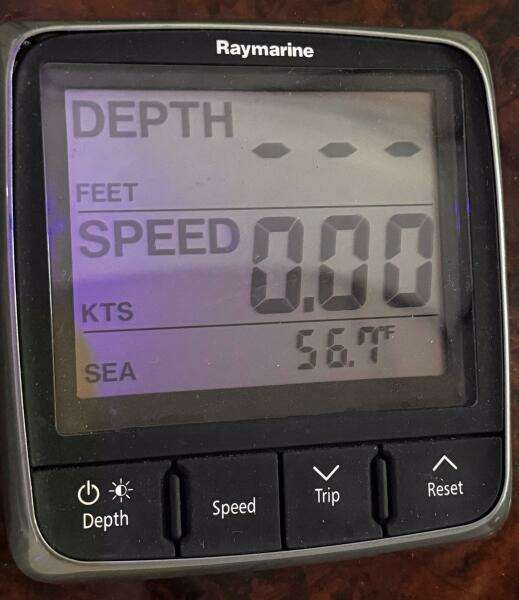 Raymarine
DEPTH - - -
FEET
SPEED 0.00
KTS
SEA 56.7°F
Depth
Speed
Trip
Reset